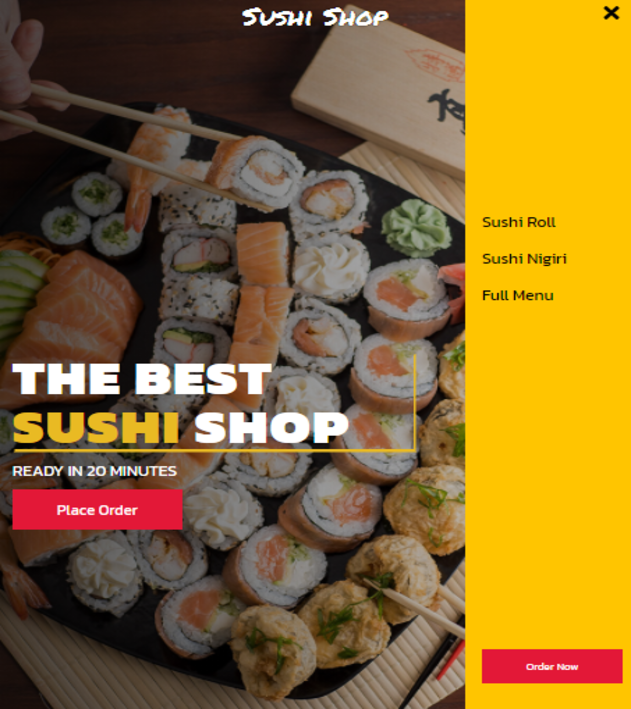 Sushi Shop
Sushi Roll
Sushi Nigiri
Full Menu
THE BEST
SUSHI SHOP
READY IN 20 MINUTES
Place Order
Order Now